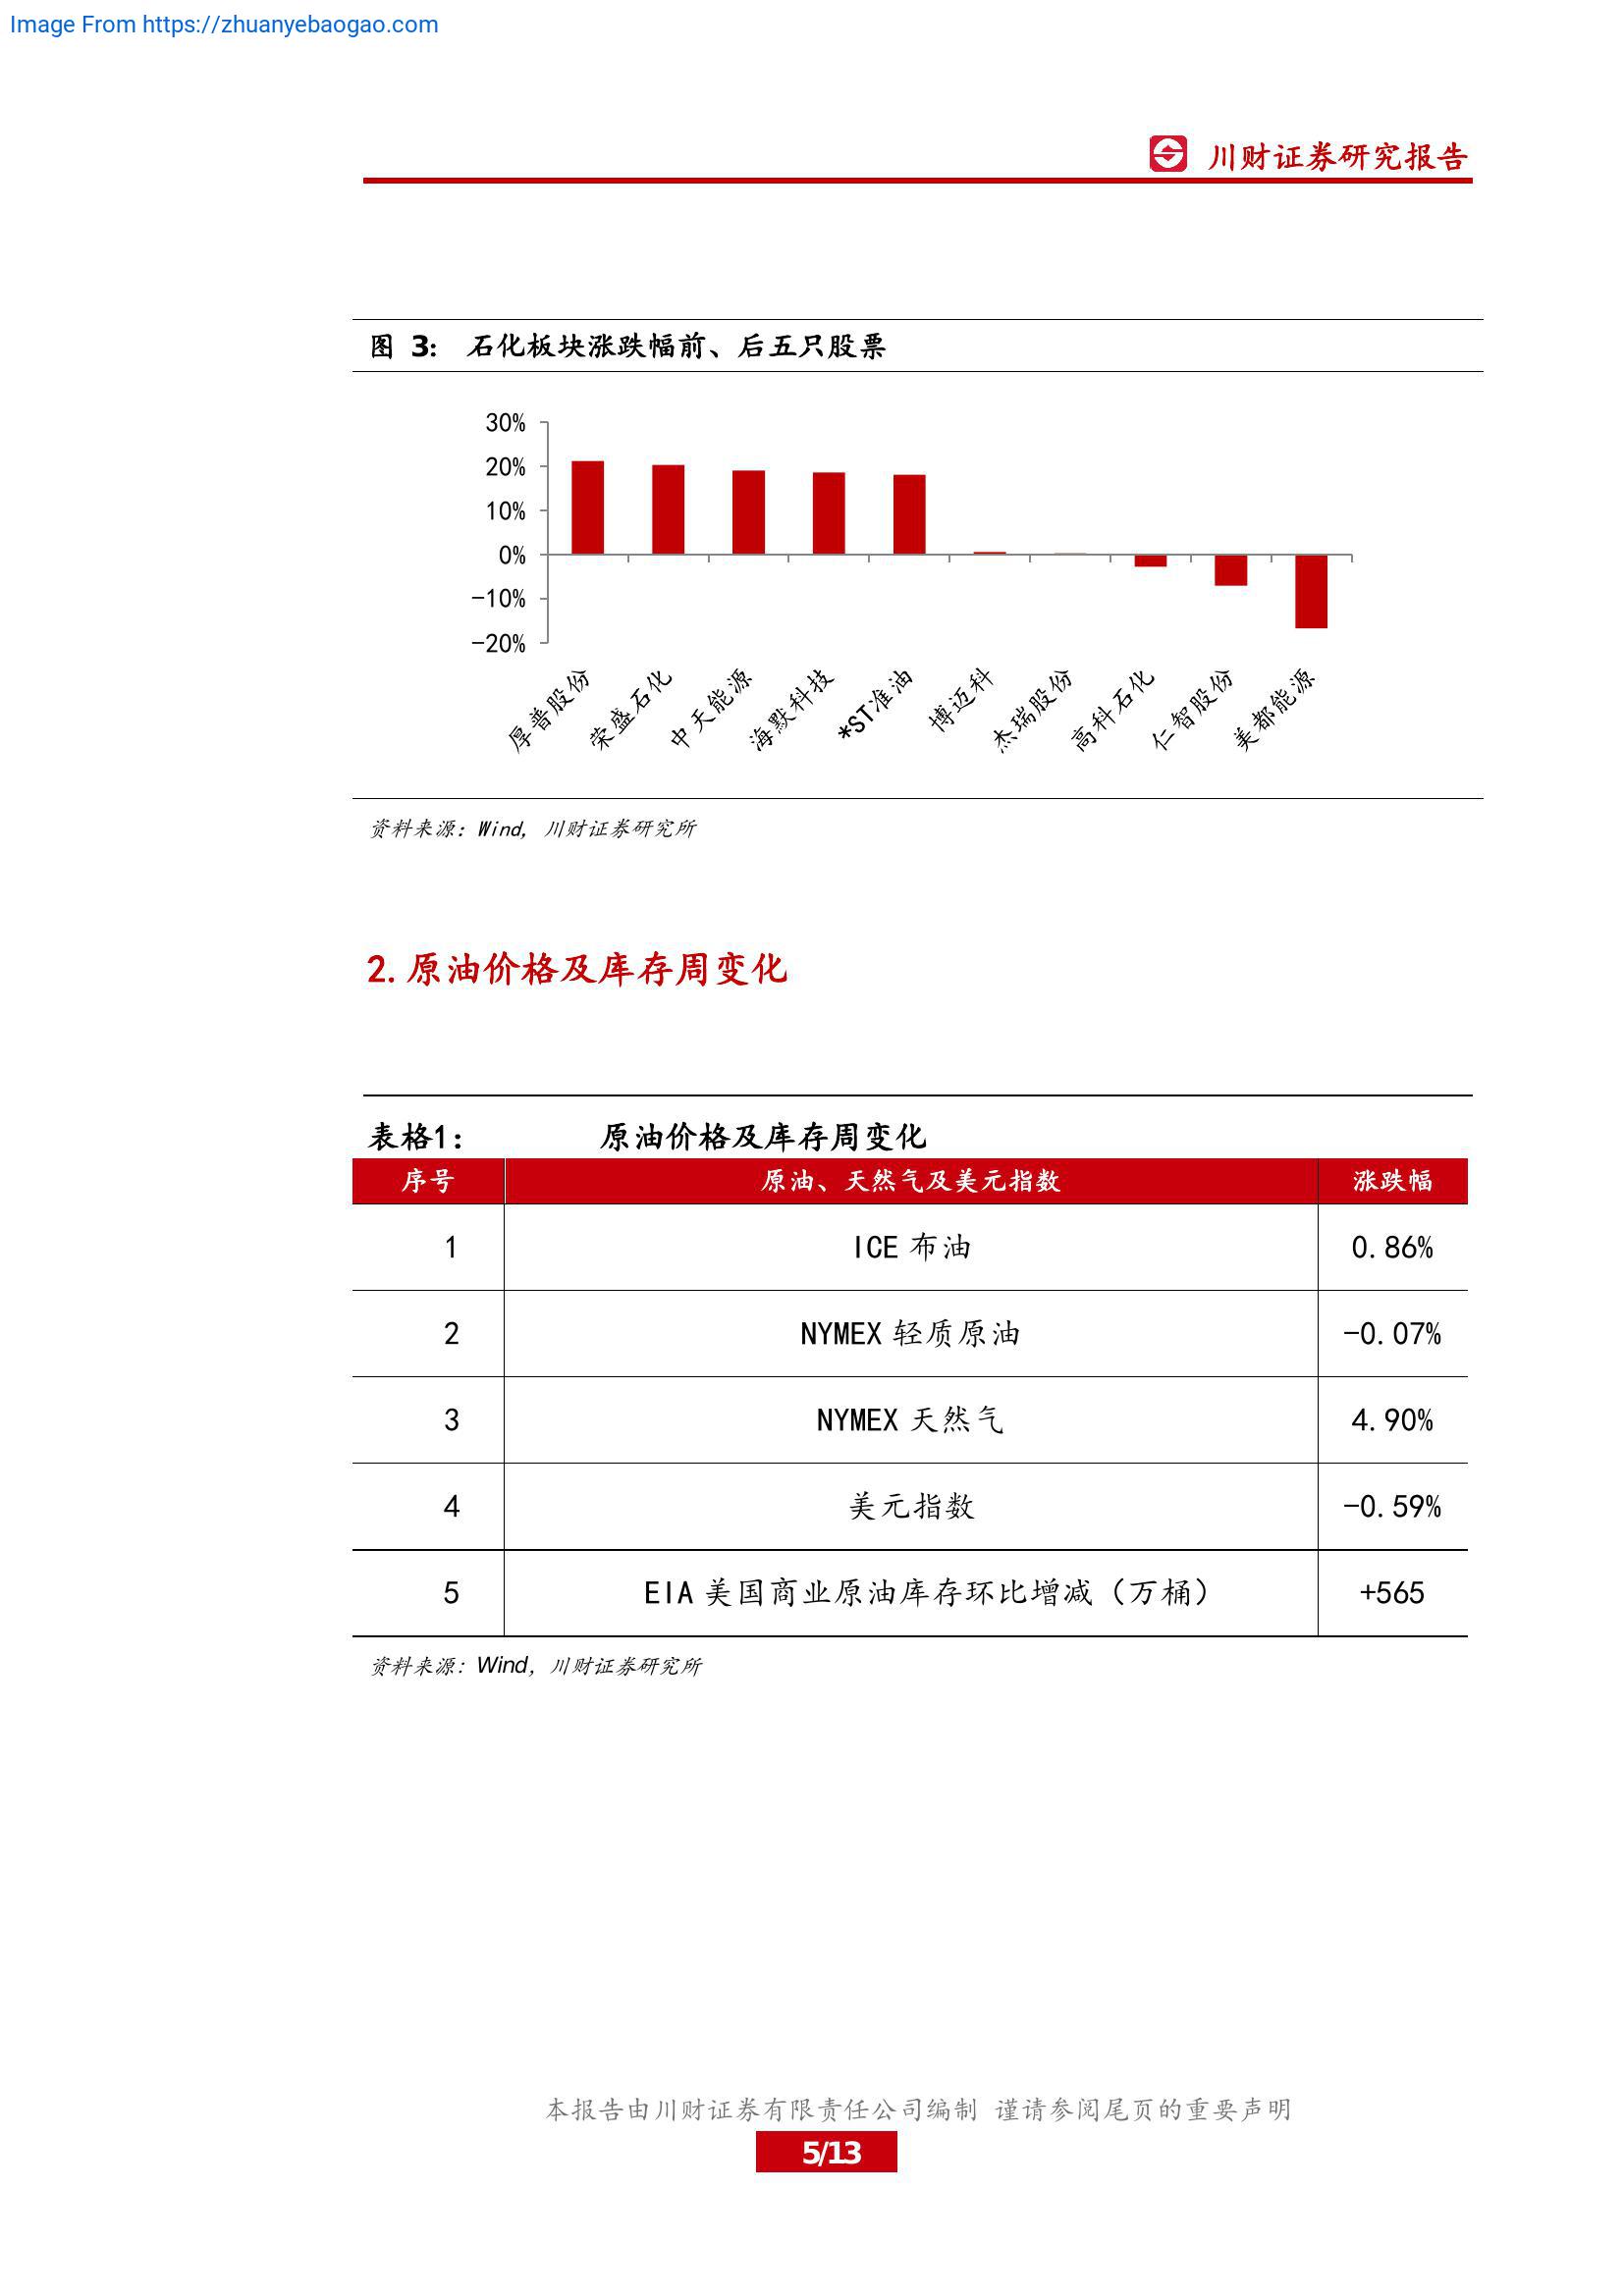 Image From https://zhuanyebaogao.com
川财证券研究报告
图 3: 石化板块涨跌幅前、后五只股票
30%
20%
10%
0%
-10%
-20%
厚普股份 荣盛石化 中天能源 海默科技 *ST准油 博迈科 杰瑞股份 高科石化 仁智股份 美都能源
资料来源：Wind，川财证券研究所
2.原油价格及库存周变化
表格1： 原油价格及库存周变化
序号 原油、天然气及美元指数 涨跌幅
1 ICE 布油 0.86%
2 NYMEX 轻质原油 -0.07%
3 NYMEX 天然气 4.90%
4 美元指数 -0.59%
5 EIA 美国商业原油库存环比增减（万桶） +565
资料来源：Wind，川财证券研究所
本报告由川财证券有限责任公司编制 谨请参阅尾页的重要声明
5/13